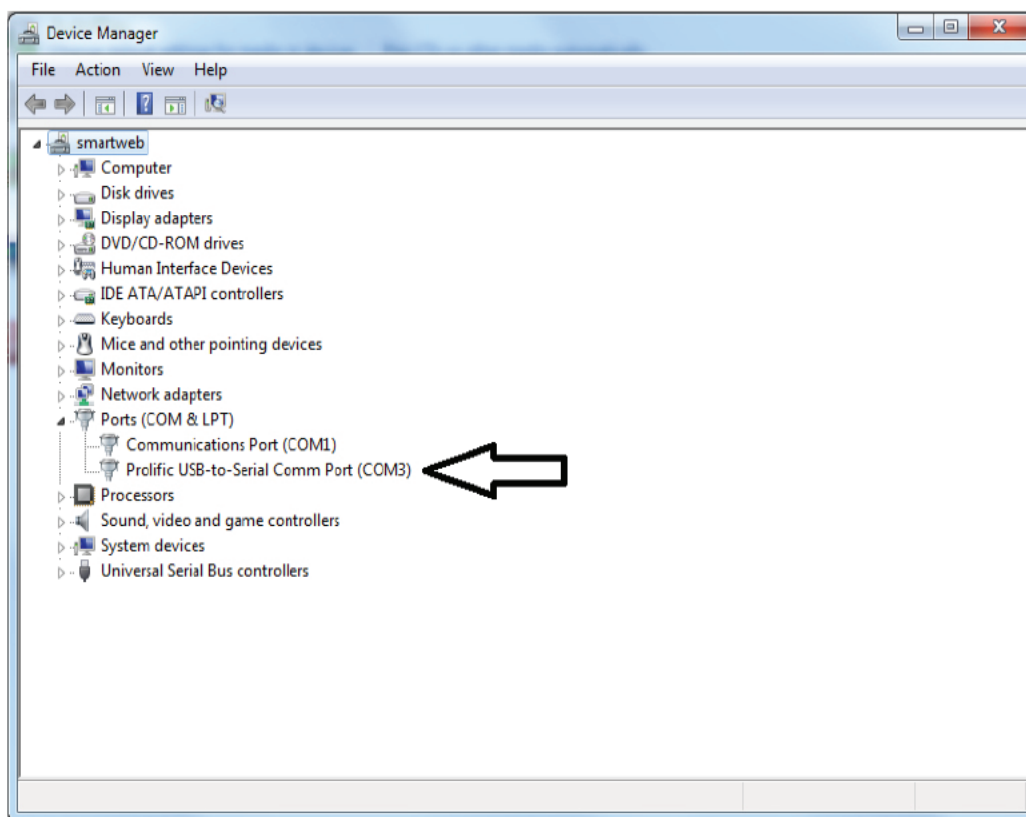 Device Manager
File Action View Help
smartweb
Computer
Disk drives
Display adapters
DVD/CD-ROM drives
Human Interface Devices
IDE ATA/ATAPI controllers
Keyboards
Mice and other pointing devices
Monitors
Network adapters
Ports (COM & LPT)
Communications Port (COM1)
Prolific USB-to-Serial Comm Port (COM3)
Processors
Sound, video and game controllers
System devices
Universal Serial Bus controllers